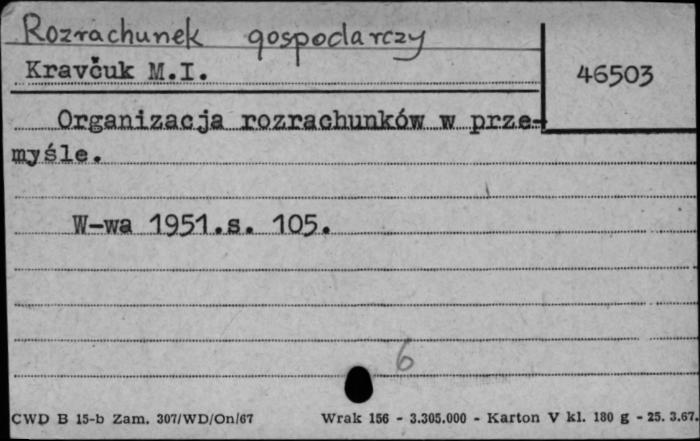 Rozrachunek gospodarczy
Kravčuk M.I.
46503
Organizacja rozrachunków w prze-
myśle.
W-wa 1951.s. 105.
6
CWD B 15-b Zam. 307/WD/On/67 Wrak 156 - 3.305.000 - Karton V kl. 180 g - 25. 3.67.